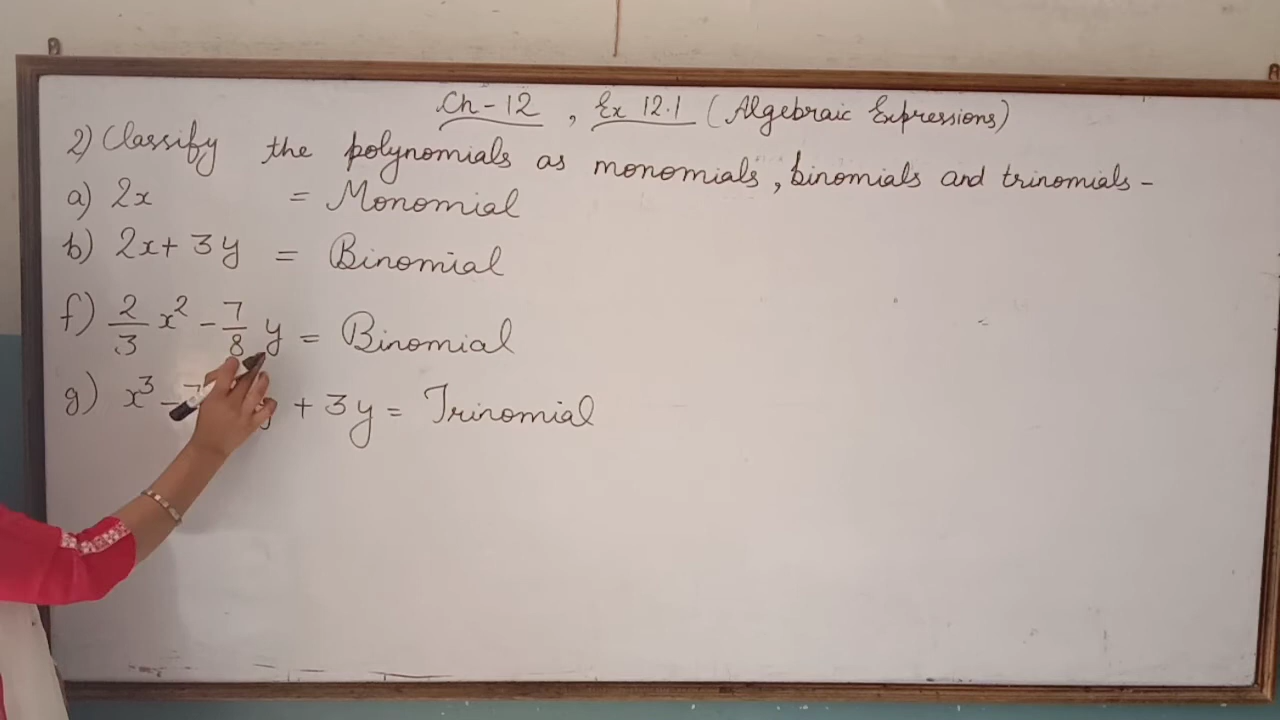 Ch - 12 , Ex 12.1 (Algebraic Expressions)
2) Classify the polynomials as monomials, binomials and trinomials -
a) 2x = Monomial
b) 2x + 3y = Binomial
f) 2/3 x² - 7/8 y = Binomial
g) x³ - + 3y = Trinomial